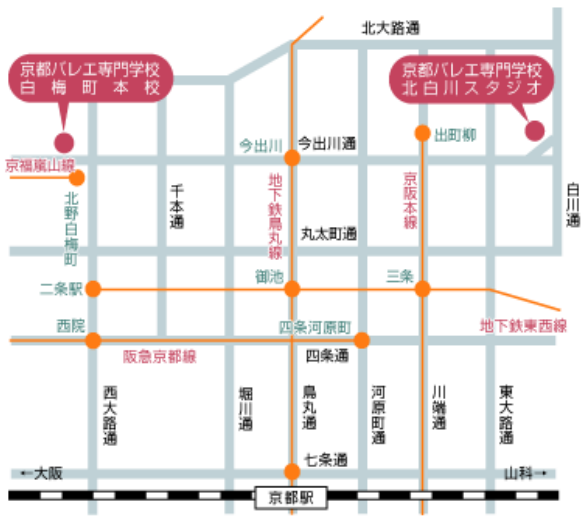 北大路通
京都バレエ専門学校
白梅町本校
京都バレエ専門学校
北白川スタジオ
今出川
今出川通
出町柳
京福嵐山線
北野白梅町
千本通
地下鉄烏丸線
京阪本線
白川通
丸太町通
二条駅
御池
三条
西院
四条河原町
地下鉄東西線
阪急京都線
四条通
西大路通
堀川通
烏丸通
河原町通
川端通
東大路通
七条通
←大阪
山科→
京都駅